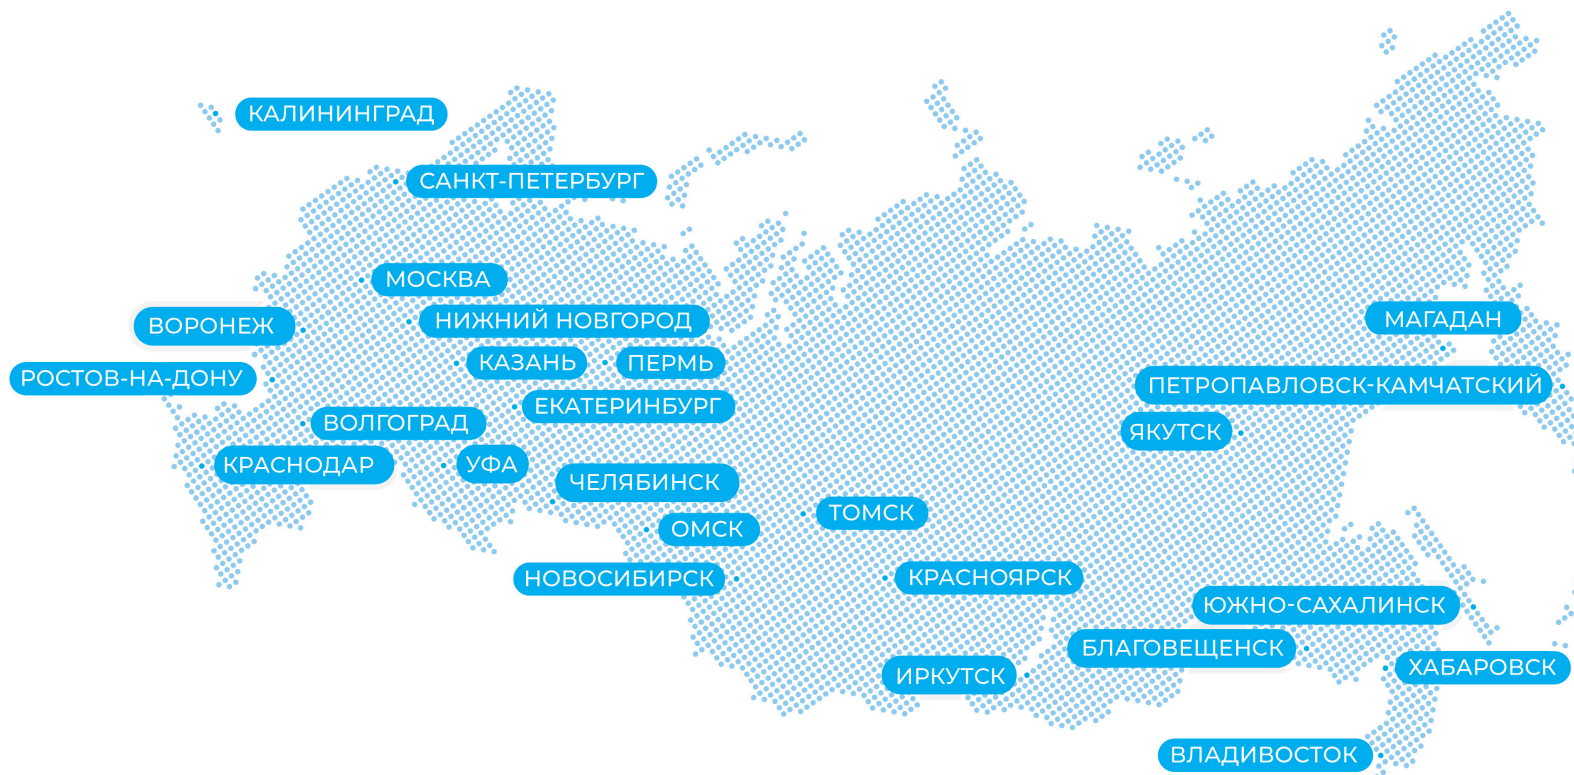 КАЛИНИНГРАД
САНКТ-ПЕТЕРБУРГ
МОСКВА
НИЖНИЙ НОВГОРОД
ВОРОНЕЖ
МАГАДАН
КАЗАНЬ
ПЕРМЬ
РОСТОВ-НА-ДОНУ
ПЕТРОПАВЛОВСК-КАМЧАТСКИЙ
ЕКАТЕРИНБУРГ
ВОЛГОГРАД
ЯКУТСК
КРАСНОДАР
УФА
ЧЕЛЯБИНСК
ТОМСК
ОМСК
НОВОСИБИРСК
КРАСНОЯРСК
ЮЖНО-САХАЛИНСК
БЛАГОВЕЩЕНСК
ХАБАРОВСК
ИРКУТСК
ВЛАДИВОСТОК